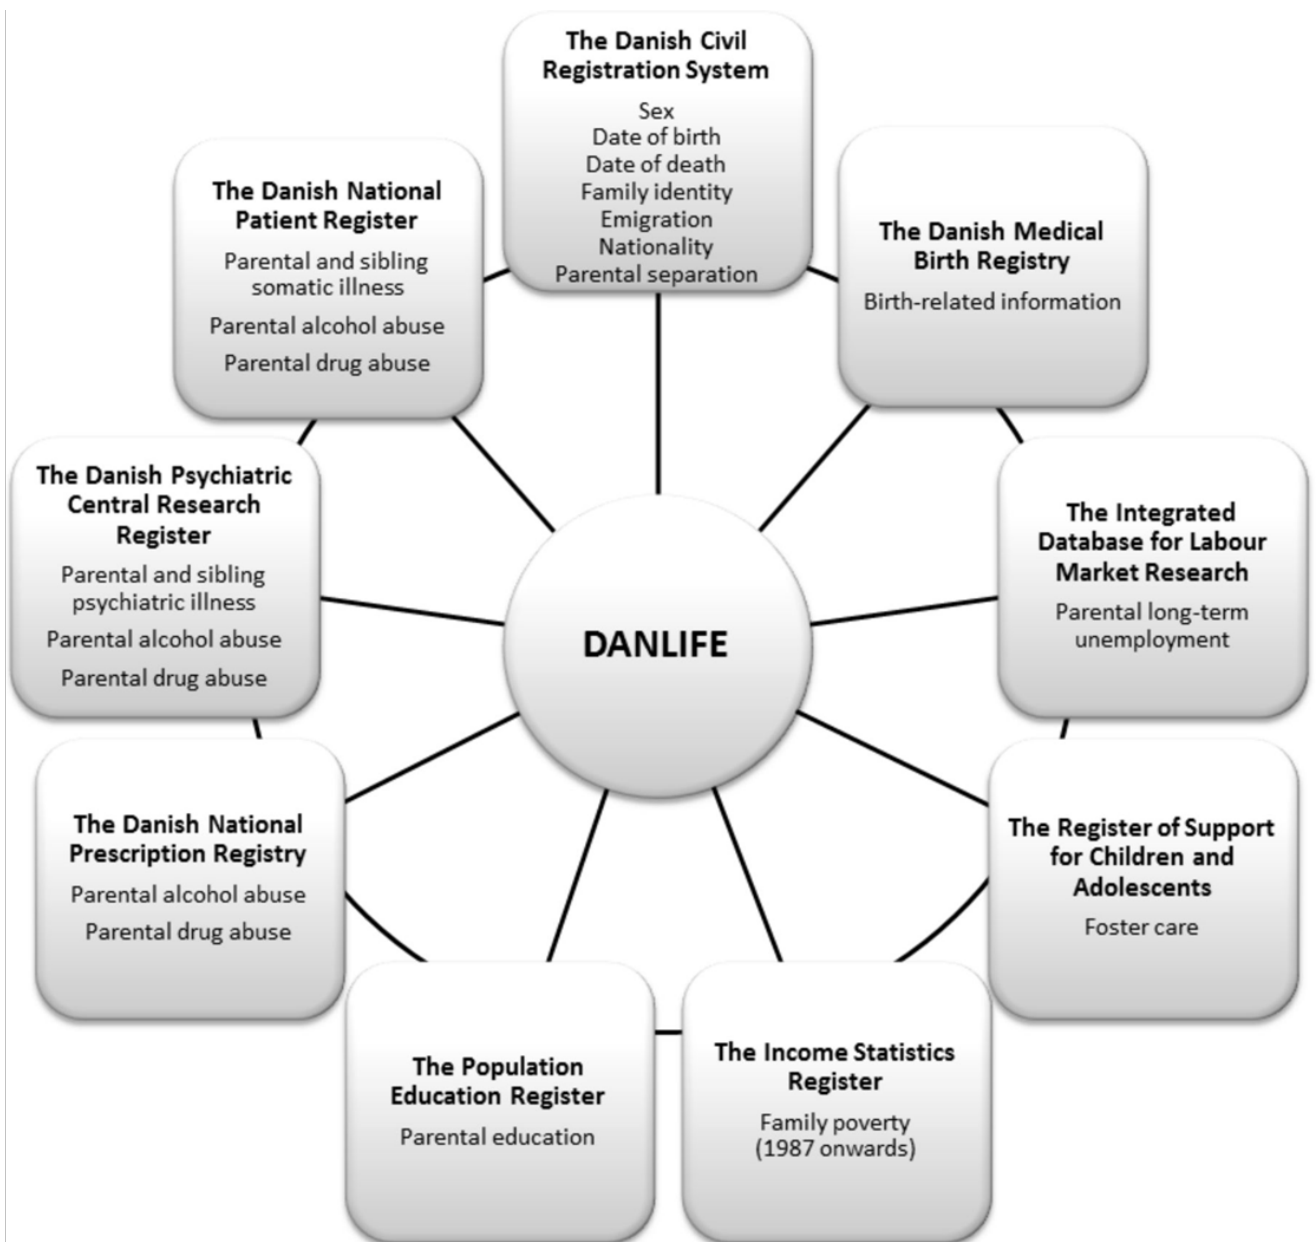 The Danish Civil
Registration System
Sex
Date of birth
Date of death
Family identity
Emigration
Nationality
Parental separation
The Danish Medical
Birth Registry
Birth-related information
The Integrated
Database for Labour
Market Research
Parental long-term
unemployment
The Register of Support
for Children and
Adolescents
Foster care
The Income Statistics
Register
Family poverty
(1987 onwards)
The Population
Education Register
Parental education
The Danish National
Prescription Registry
Parental alcohol abuse
Parental drug abuse
The Danish Psychiatric
Central Research
Register
Parental and sibling
psychiatric illness
Parental alcohol abuse
Parental drug abuse
The Danish National
Patient Register
Parental and sibling
somatic illness
Parental alcohol abuse
Parental drug abuse
DANLIFE